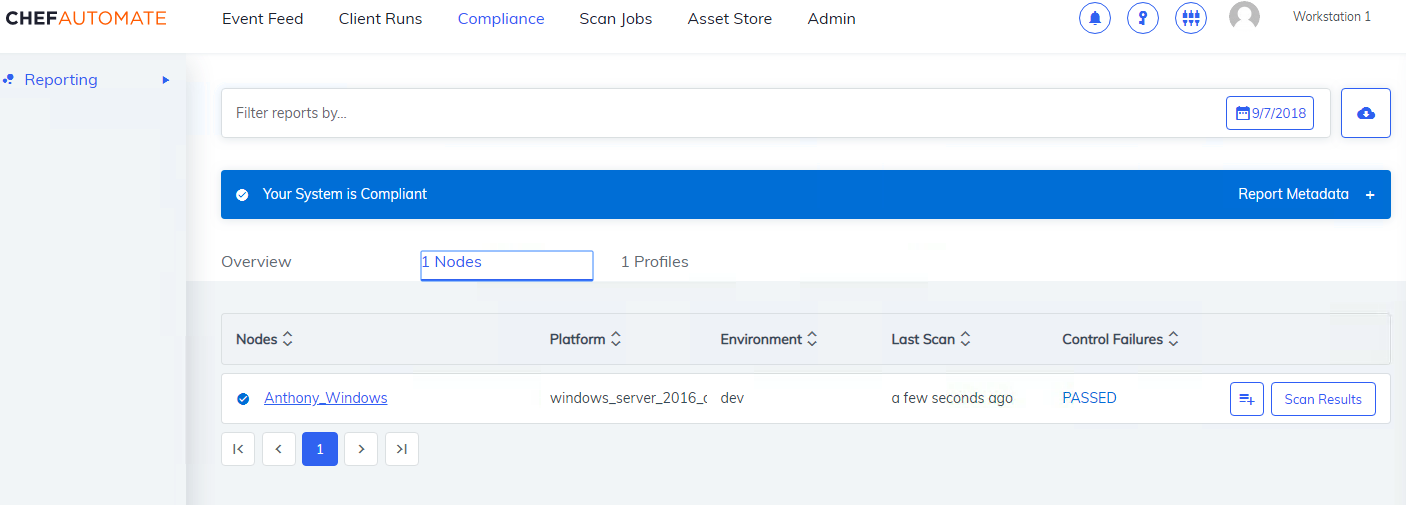 CHEFAUTOMATE Event Feed Client Runs Compliance Scan Jobs Asset Store Admin Workstation 1
Reporting
Filter reports by... 9/7/2018
Your System is Compliant Report Metadata +
Overview 1 Nodes 1 Profiles
Nodes Platform Environment Last Scan Control Failures
Anthony_Windows windows_server_2016_ dev a few seconds ago PASSED Scan Results
1